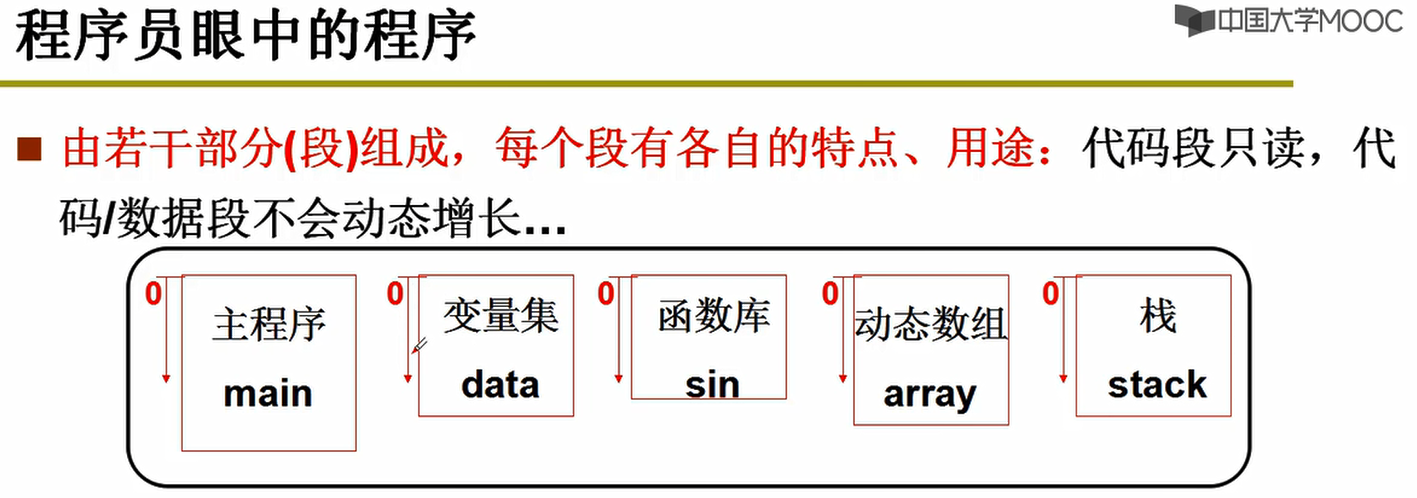 程序员眼中的程序
中国大学MOOC
由若干部分(段)组成，每个段有各自的特点、用途：代码段只读，代
码/数据段不会动态增长...
0 主程序 0 变量集 0 函数库 0 动态数组 0 栈
main data sin array stack